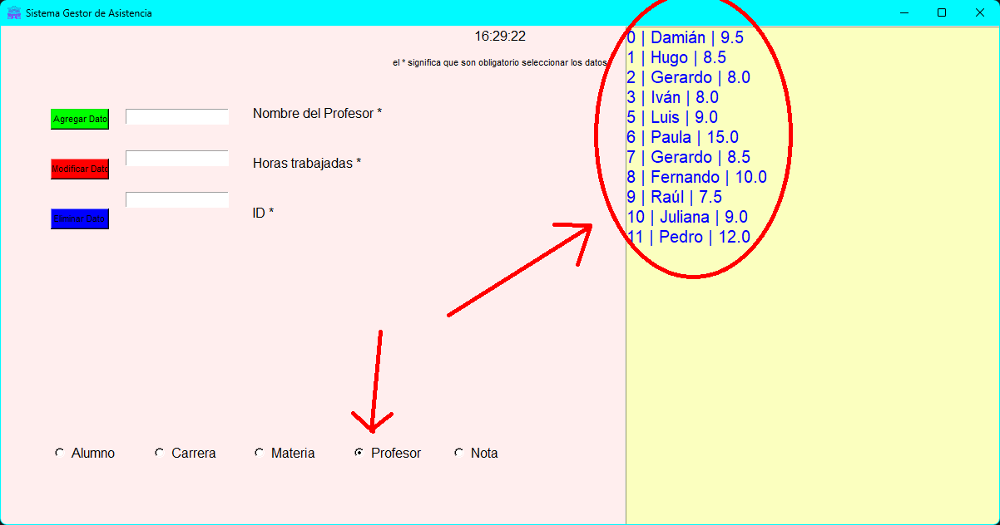 Sistema Gestor de Asistencia
16:29:22
el * significa que son obligatorio seleccionar los datos
Agregar Dato
Nombre del Profesor *
Modificar Dato
Horas trabajadas *
Eliminar Dato
ID *
Alumno
Carrera
Materia
Profesor
Nota
0 | Damián | 9.5
1 | Hugo | 8.5
2 | Gerardo | 8.0
3 | Iván | 8.0
5 | Luis | 9.0
6 | Paula | 15.0
7 | Gerardo | 8.5
8 | Fernando | 10.0
9 | Raúl | 7.5
10 | Juliana | 9.0
11 | Pedro | 12.0